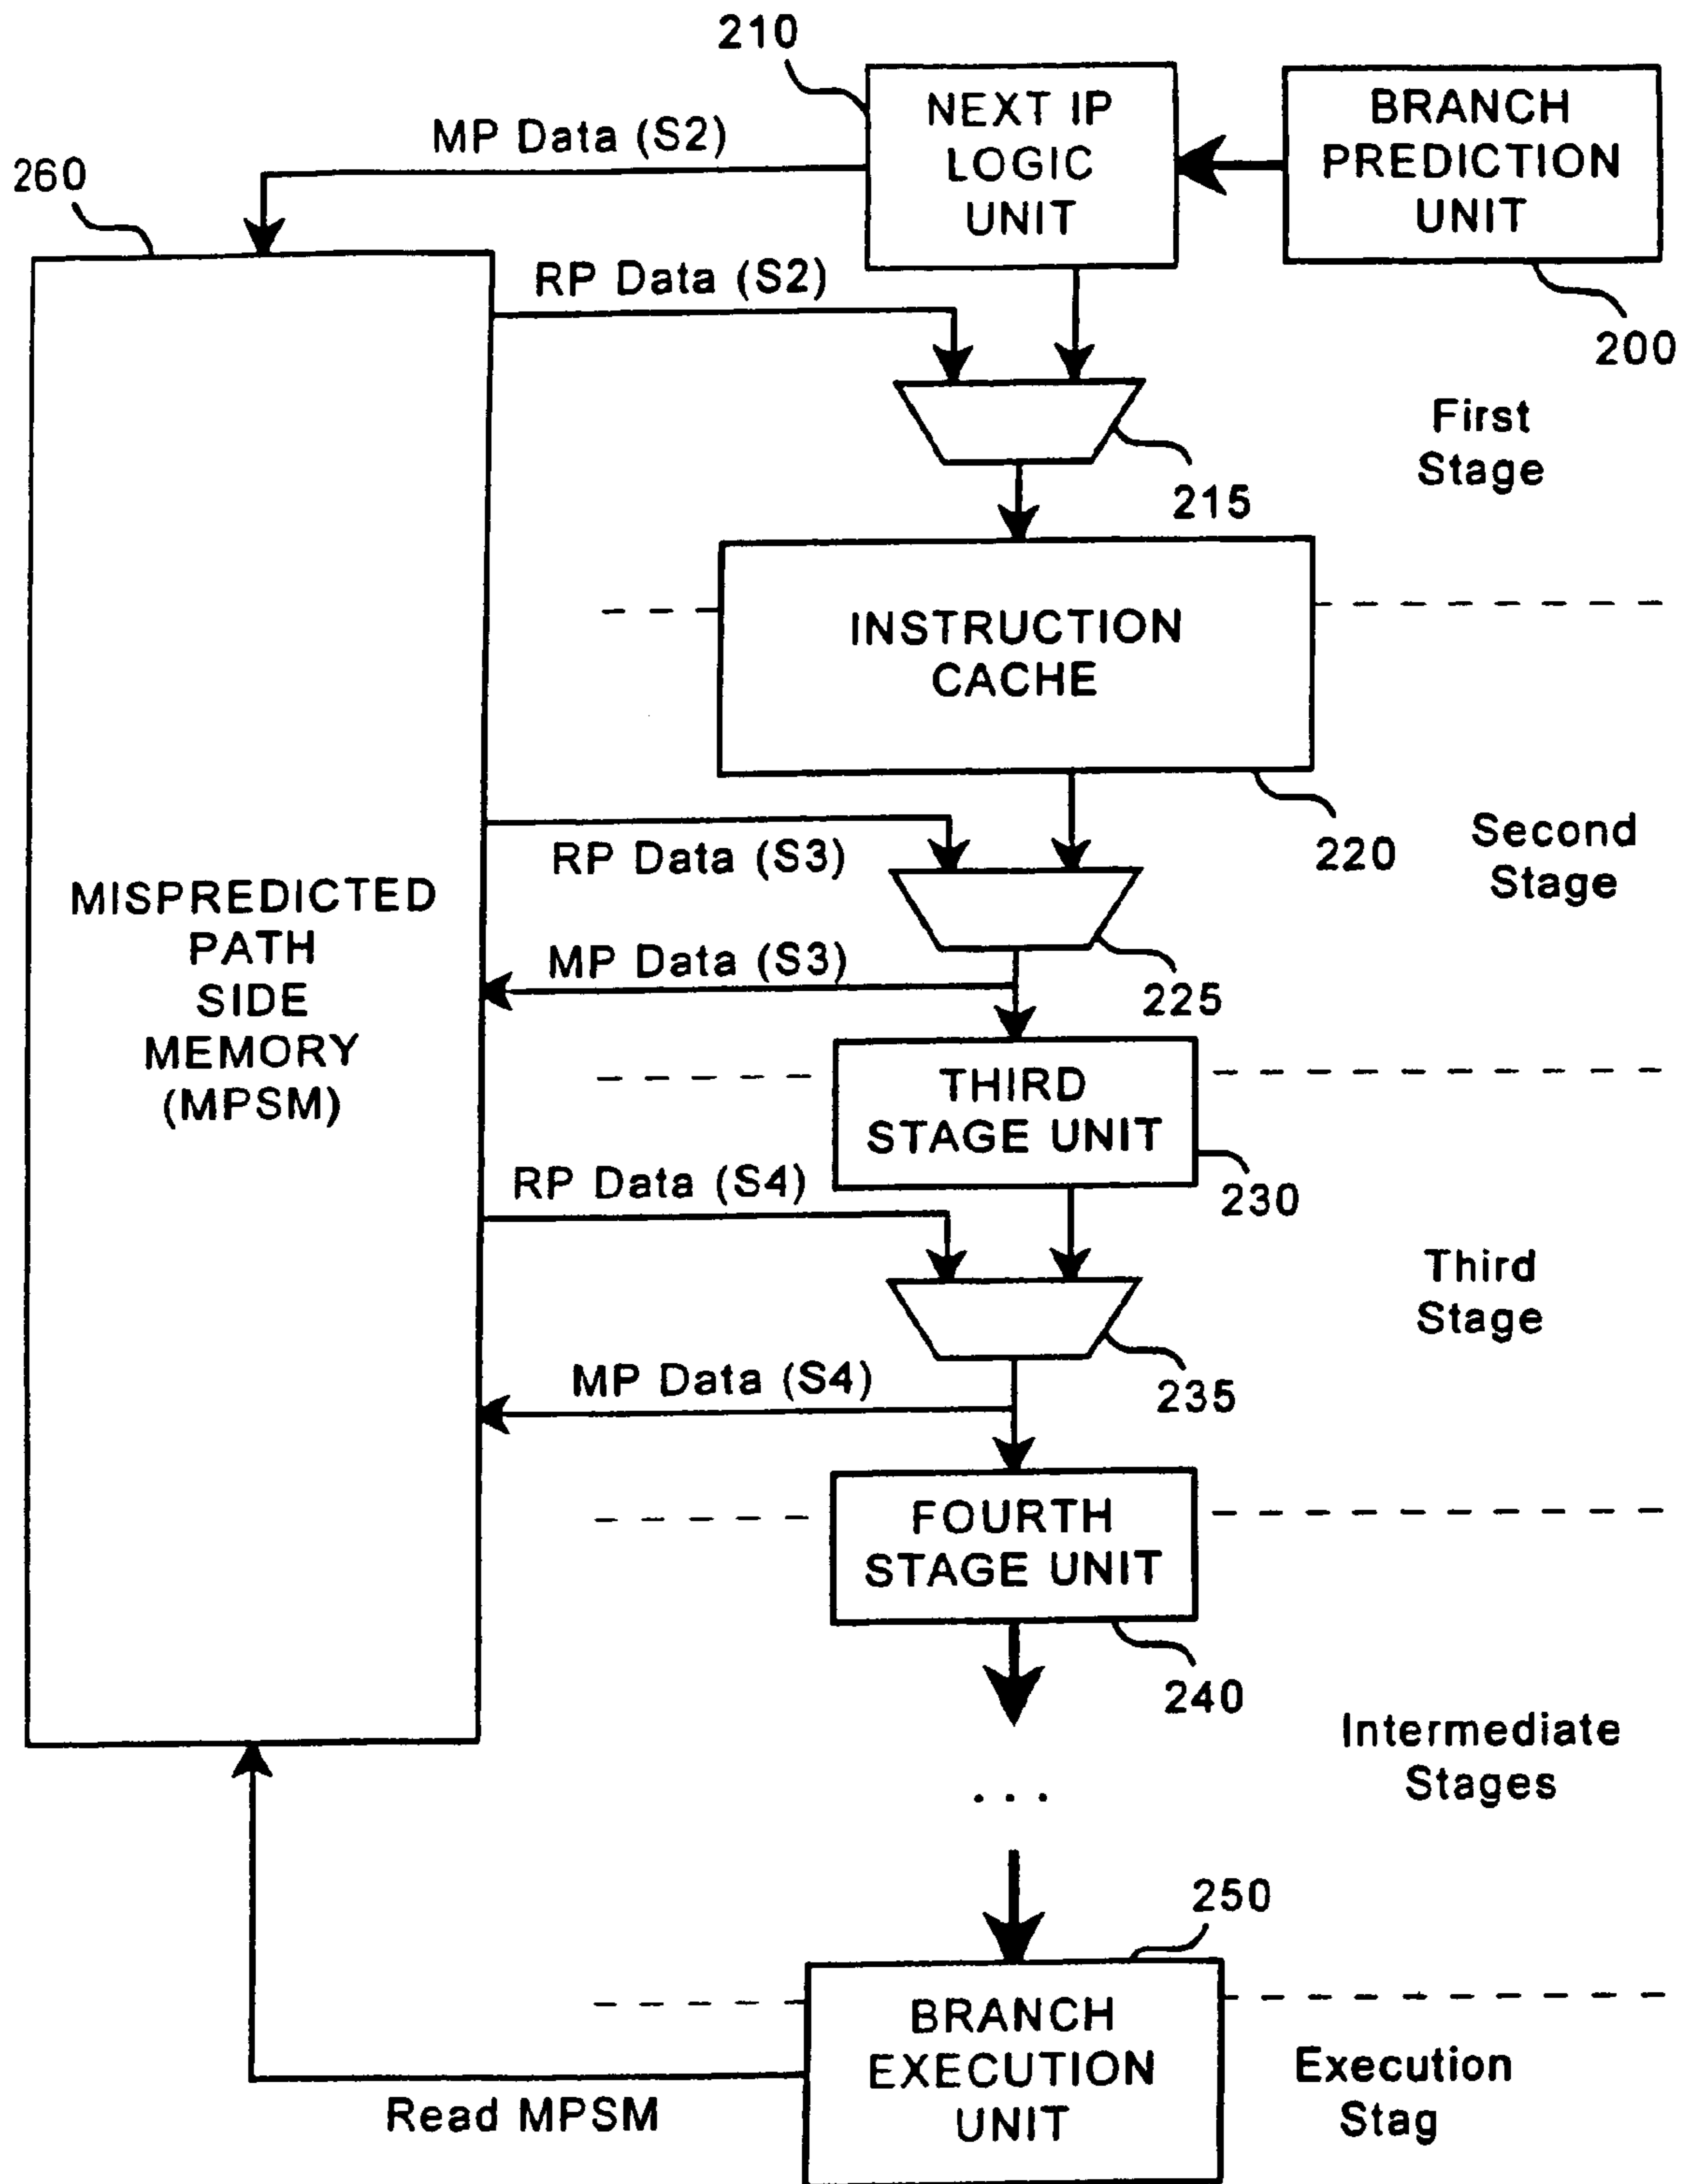 210
NEXT IP
LOGIC
UNIT
BRANCH
PREDICTION
UNIT
MP Data (S2)
260
RP Data (S2)
200
First
Stage
215
INSTRUCTION
CACHE
RP Data (S3)
220
Second
Stage
MISPREDICTED
PATH
SIDE
MEMORY
(MPSM)
MP Data (S3)
225
THIRD
STAGE UNIT
RP Data (S4)
230
Third
Stage
MP Data (S4)
235
FOURTH
STAGE UNIT
240
Intermediate
Stages
...
250
BRANCH
EXECUTION
UNIT
Execution
Stag
Read MPSM